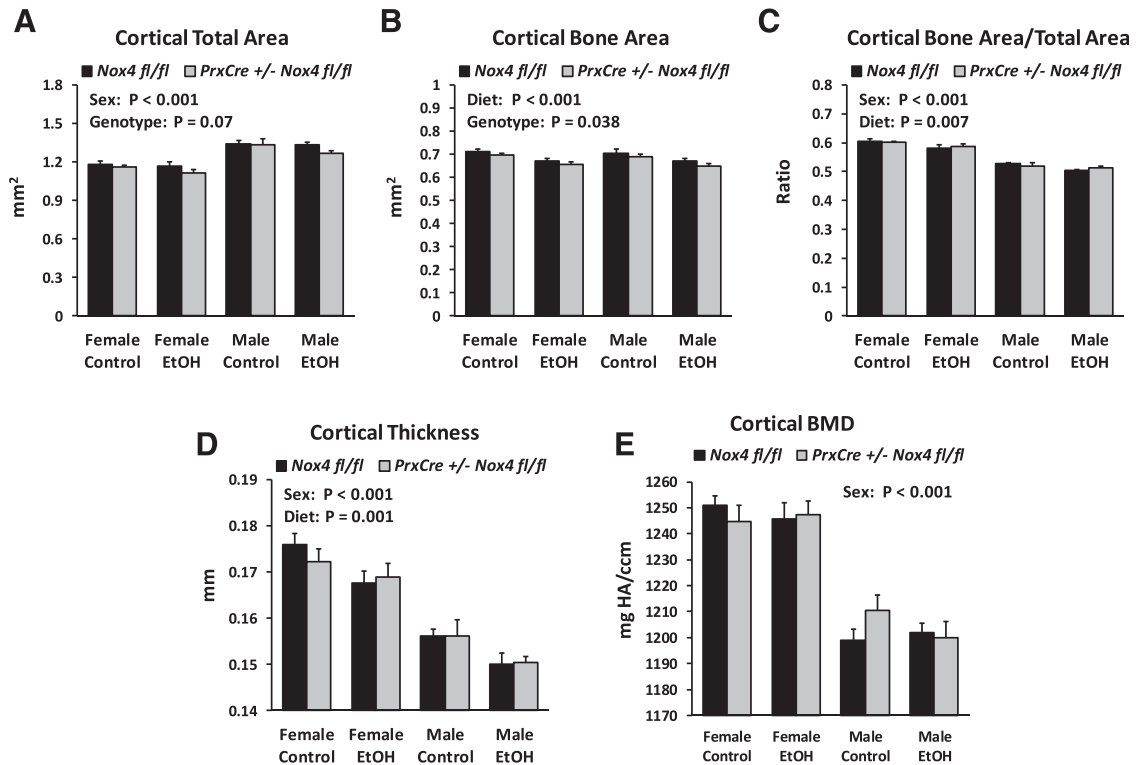 A
Cortical Total Area
Nox4 fl/fl PrxCre +/- Nox4 fl/fl
Sex: P < 0.001
Genotype: P = 0.07
mm2
1.8
1.5
1.2
0.9
0.6
0.3
0
Female Control
Female EtOH
Male Control
Male EtOH
B
Cortical Bone Area
Nox4 fl/fl PrxCre +/- Nox4 fl/fl
Diet: P < 0.001
Genotype: P = 0.038
mm2
1
0.9
0.8
0.7
0.6
0.5
0.4
0.3
0.2
0.1
0
Female Control
Female EtOH
Male Control
Male EtOH
C
Cortical Bone Area/Total Area
Nox4 fl/fl PrxCre +/- Nox4 fl/fl
Sex: P < 0.001
Diet: P = 0.007
Ratio
0.8
0.7
0.6
0.5
0.4
0.3
0.2
0.1
0
Female Control
Female EtOH
Male Control
Male EtOH
D
Cortical Thickness
Nox4 fl/fl PrxCre +/- Nox4 fl/fl
Sex: P < 0.001
Diet: P = 0.001
mm
0.19
0.18
0.17
0.16
0.15
0.14
Female Control
Female EtOH
Male Control
Male EtOH
E
Cortical BMD
Nox4 fl/fl PrxCre +/- Nox4 fl/fl
Sex: P < 0.001
mg HA/ccm
1260
1250
1240
1230
1220
1210
1200
1190
1180
1170
Female Control
Female EtOH
Male Control
Male EtOH